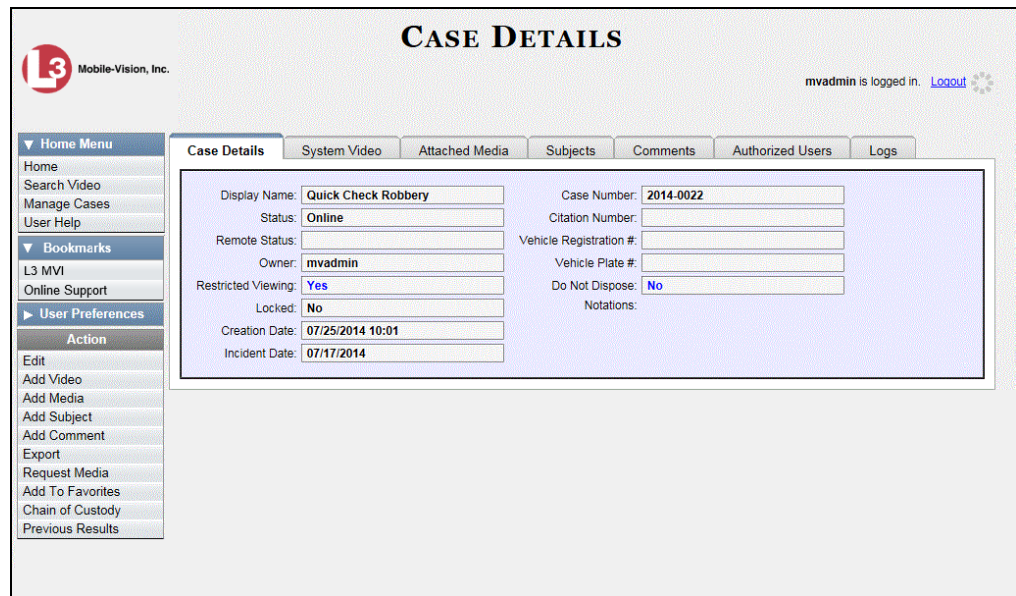 CASE DETAILS
L3 Mobile-Vision, Inc.
mvadmin is logged in. Logout
▼ Home Menu
Home
Search Video
Manage Cases
User Help
▼ Bookmarks
L3 MVI
Online Support
▶ User Preferences
Action
Edit
Add Video
Add Media
Add Subject
Add Comment
Export
Request Media
Add To Favorites
Chain of Custody
Previous Results
Case Details System Video Attached Media Subjects Comments Authorized Users Logs
Display Name: Quick Check Robbery Case Number: 2014-0022
Status: Online Citation Number:
Remote Status: Vehicle Registration #:
Owner: mvadmin Vehicle Plate #:
Restricted Viewing: Yes Do Not Dispose: No
Locked: No Notations:
Creation Date: 07/25/2014 10:01
Incident Date: 07/17/2014